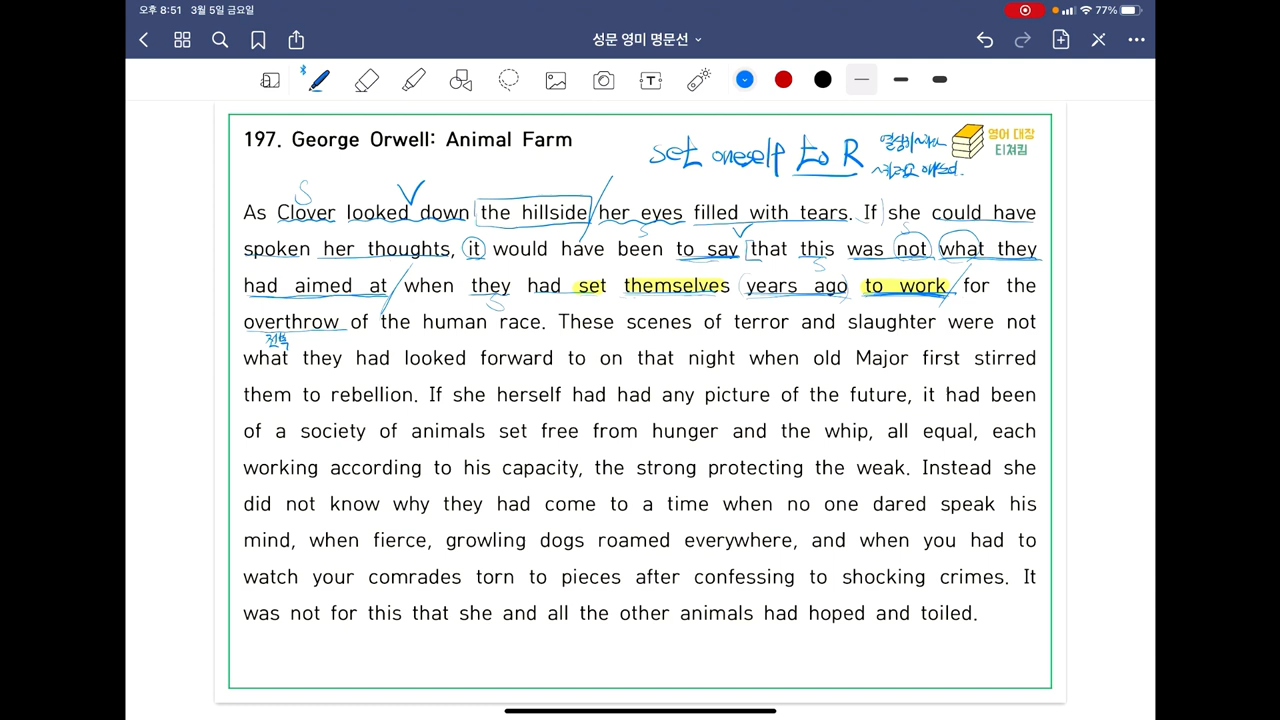 오후 8:51 3월 5일 금요일
77%
성문 영미 명문선
197. George Orwell: Animal Farm
set oneself to R
영어 대장
티쳐킴
S
As Clover looked down the hillside her eyes filled with tears. If she could have
spoken her thoughts, it would have been to say that this was not what they
had aimed at when they had set themselves years ago to work for the
overthrow of the human race. These scenes of terror and slaughter were not
전복
what they had looked forward to on that night when old Major first stirred
them to rebellion. If she herself had had any picture of the future, it had been
of a society of animals set free from hunger and the whip, all equal, each
working according to his capacity, the strong protecting the weak. Instead she
did not know why they had come to a time when no one dared speak his
mind, when fierce, growling dogs roamed everywhere, and when you had to
watch your comrades torn to pieces after confessing to shocking crimes. It
was not for this that she and all the other animals had hoped and toiled.